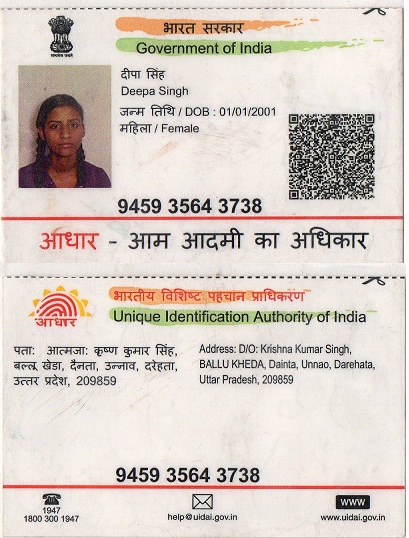 भारत सरकार
Government of India
दीपा सिंह
Deepa Singh
जन्म तिथि / DOB : 01/01/2001
महिला / Female
9459 3564 3738
आधार - आम आदमी का अधिकार
भारतीय विशिष्ट पहचान प्राधिकरण
Unique Identification Authority of India
आधार
पता: आत्मजा: कृष्ण कुमार सिंह,
बल्लू खेडा, दैनता, उन्नाव, दरेहता,
उत्तर प्रदेश, 209859
Address: D/O: Krishna Kumar Singh,
BALLU KHEDA, Dainta, Unnao, Darehata,
Uttar Pradesh, 209859
9459 3564 3738
1947
1800 300 1947
help@uidai.gov.in
www
www.uidai.gov.in